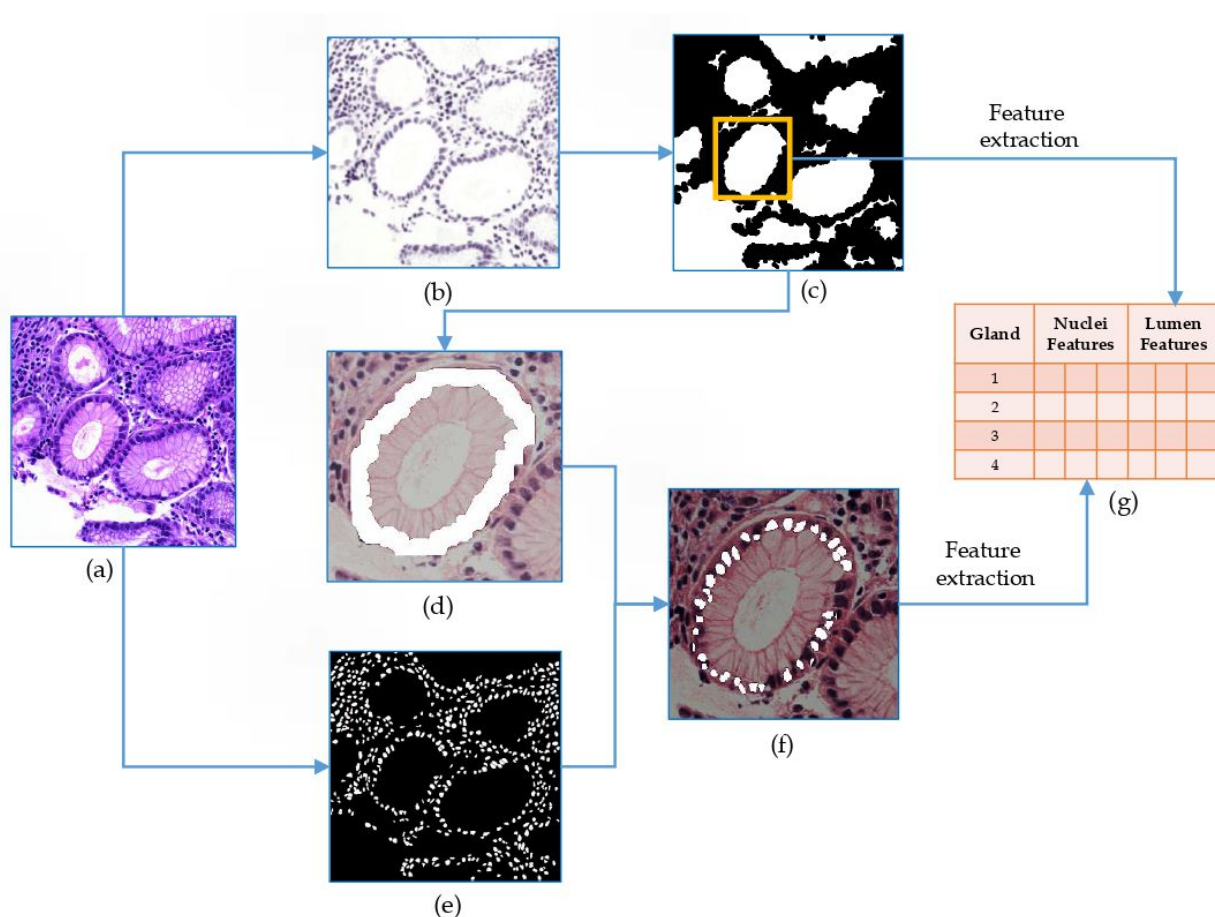 (b)
(c)
Feature
extraction
(a)
(d)
(e)
(f)
Feature
extraction
Gland Nuclei Features Lumen Features
1
2
3
4
(g)